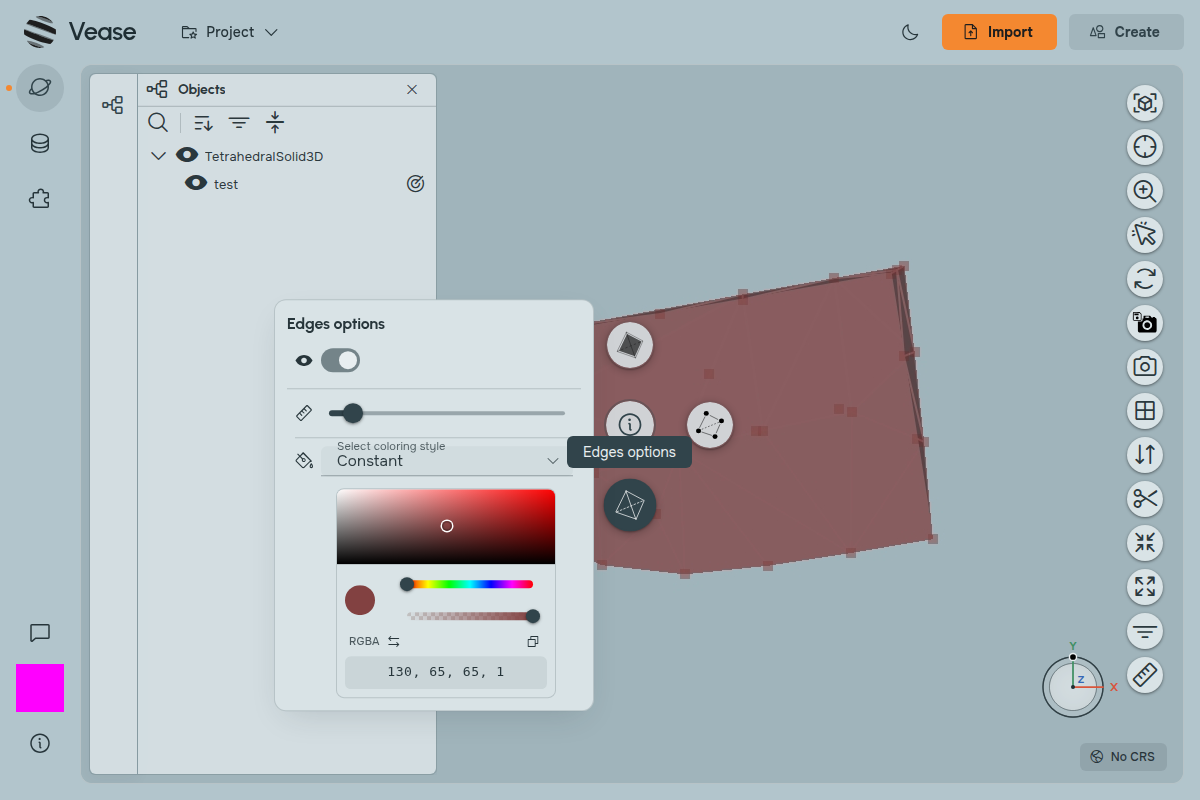 Vease
Project
Import
Create
Objects
TetrahedralSolid3D
test
Edges options
Select coloring style
Constant
Edges options
RGBA
130, 65, 65, 1
Y
Z
X
No CRS